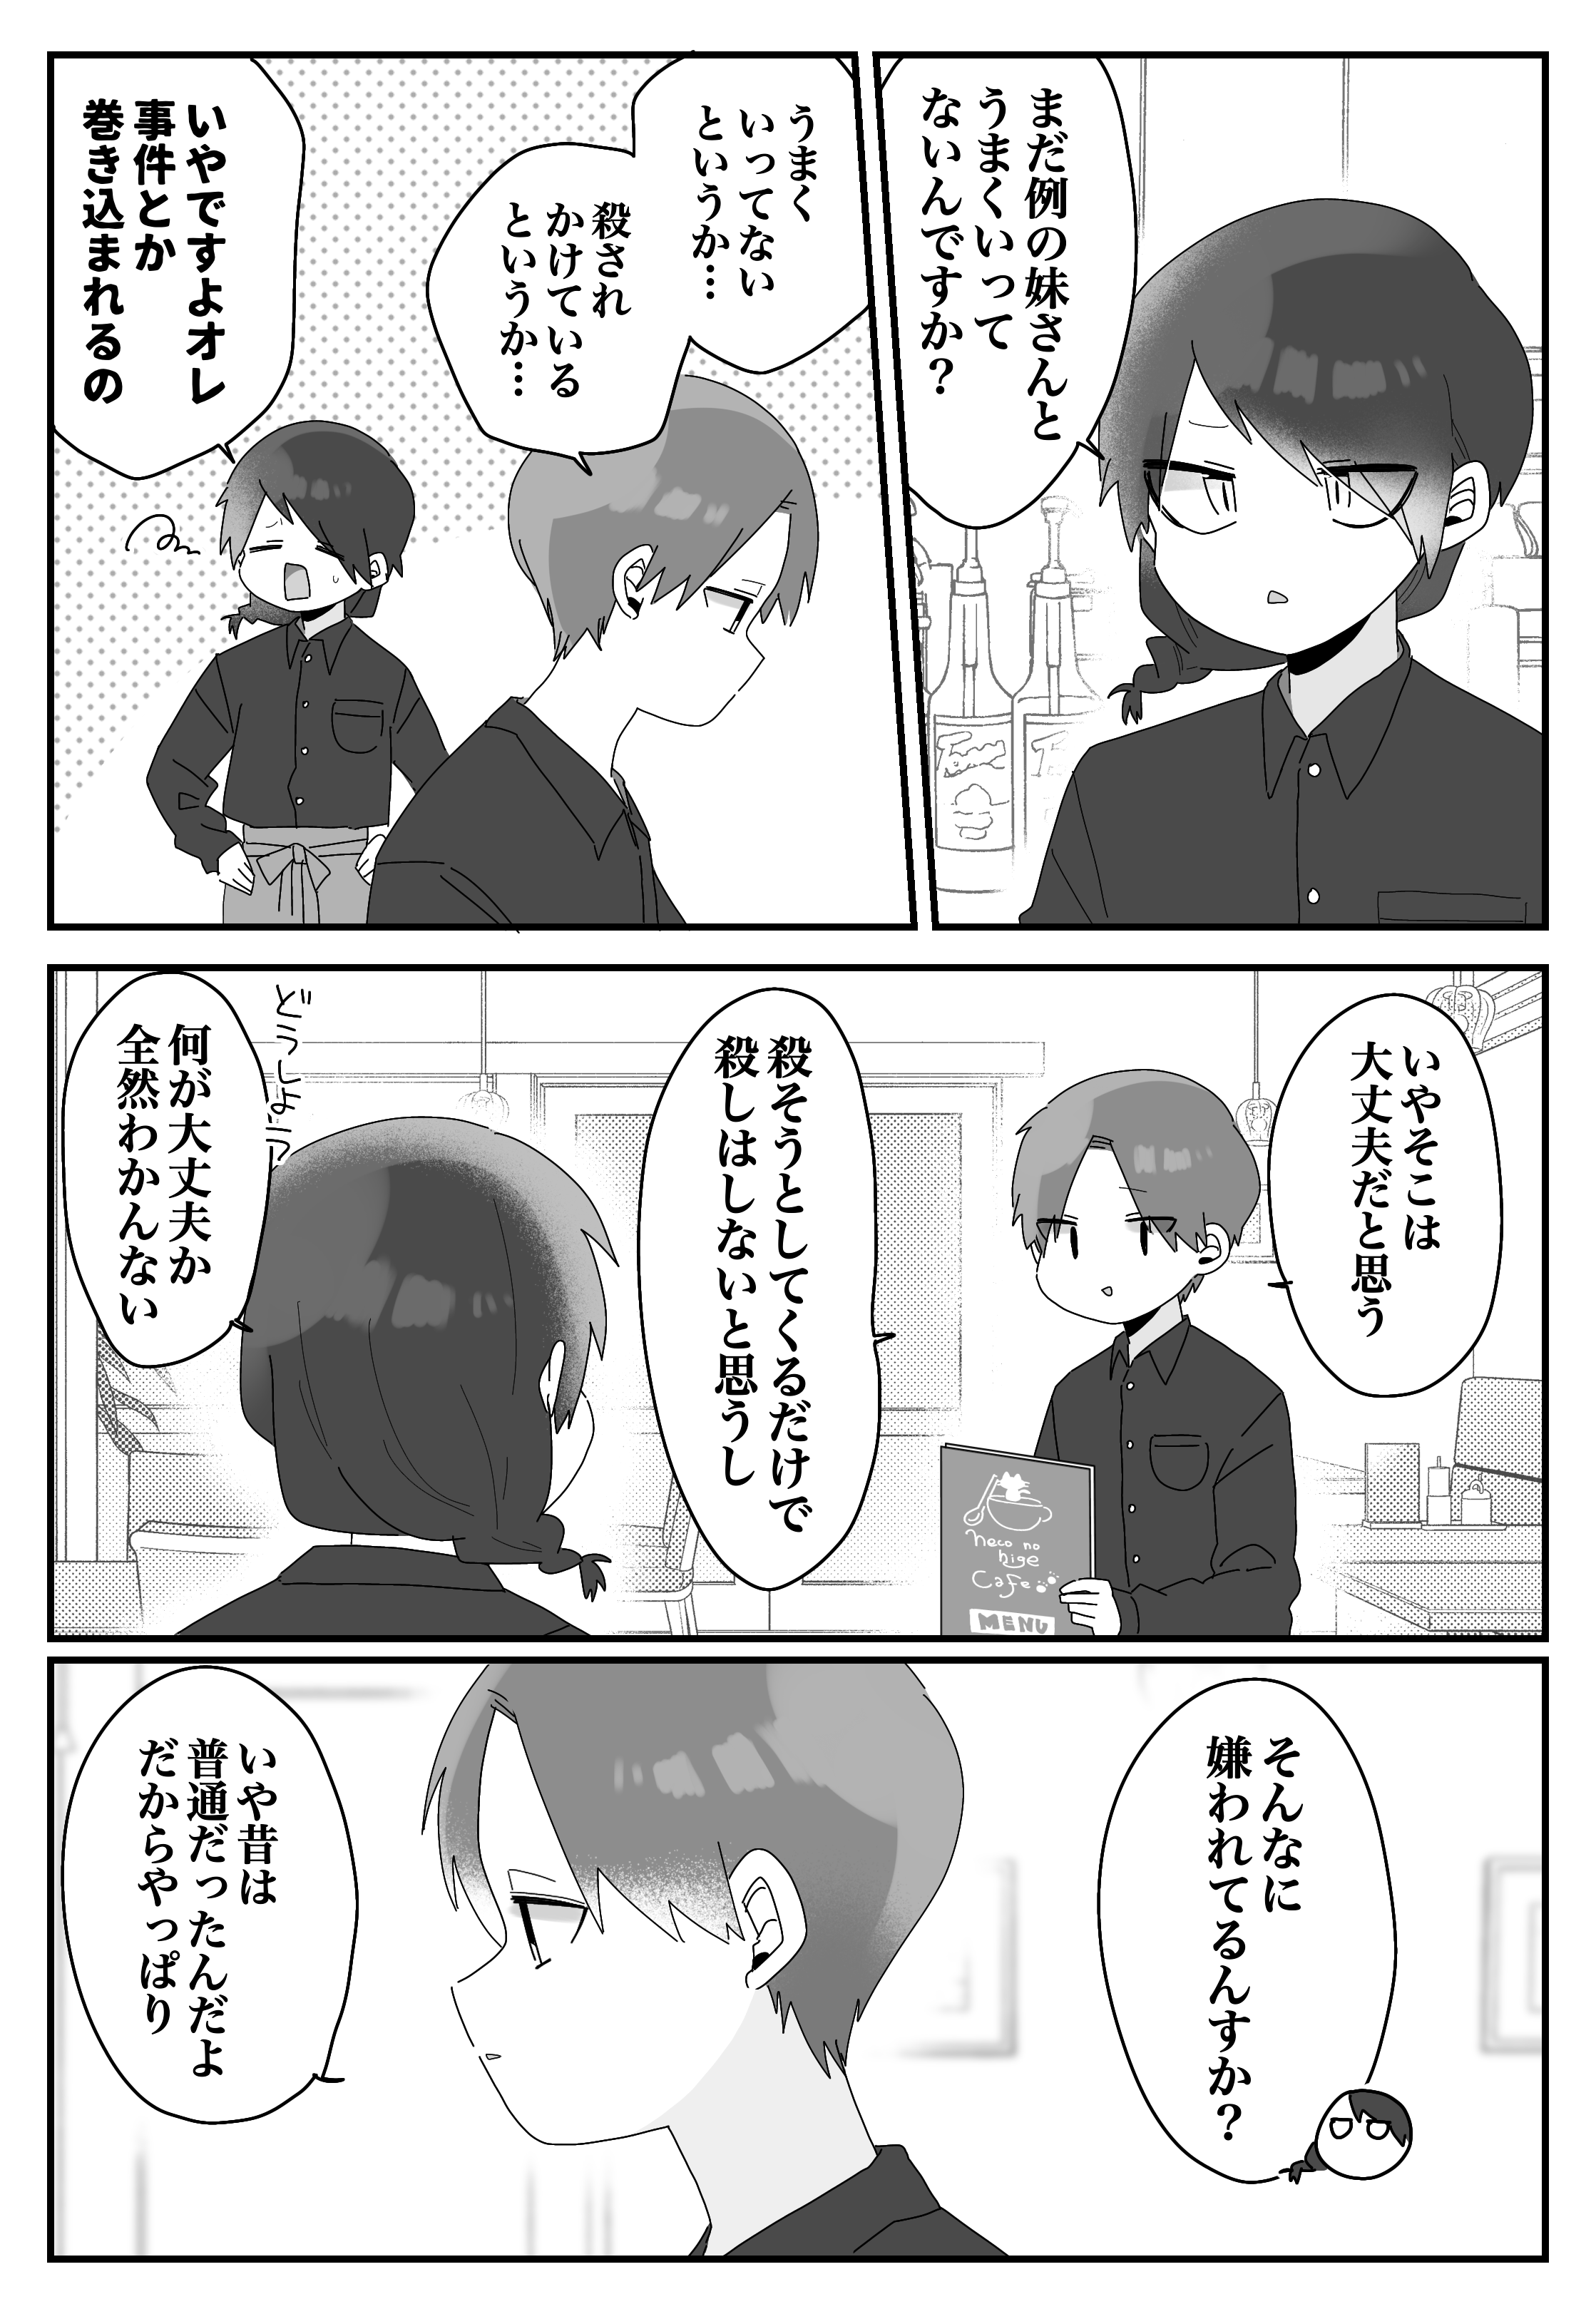 まだ例の妹さんと
うまくいって
ないんですか?
うまく
いってない
というか…
殺され
かけている
というか…
いやですよオレ
事件とか
巻き込まれるの
いやそこは
大丈夫だと思う
殺そうとしてくるだけで
殺しはしないと思うし
neco no
hige
Cafe
MENU
どうしよう?
何が大丈夫か
全然わかんない
そんなに
嫌われてるんすか?
いや昔は
普通だったんだよ
だからやっぱり